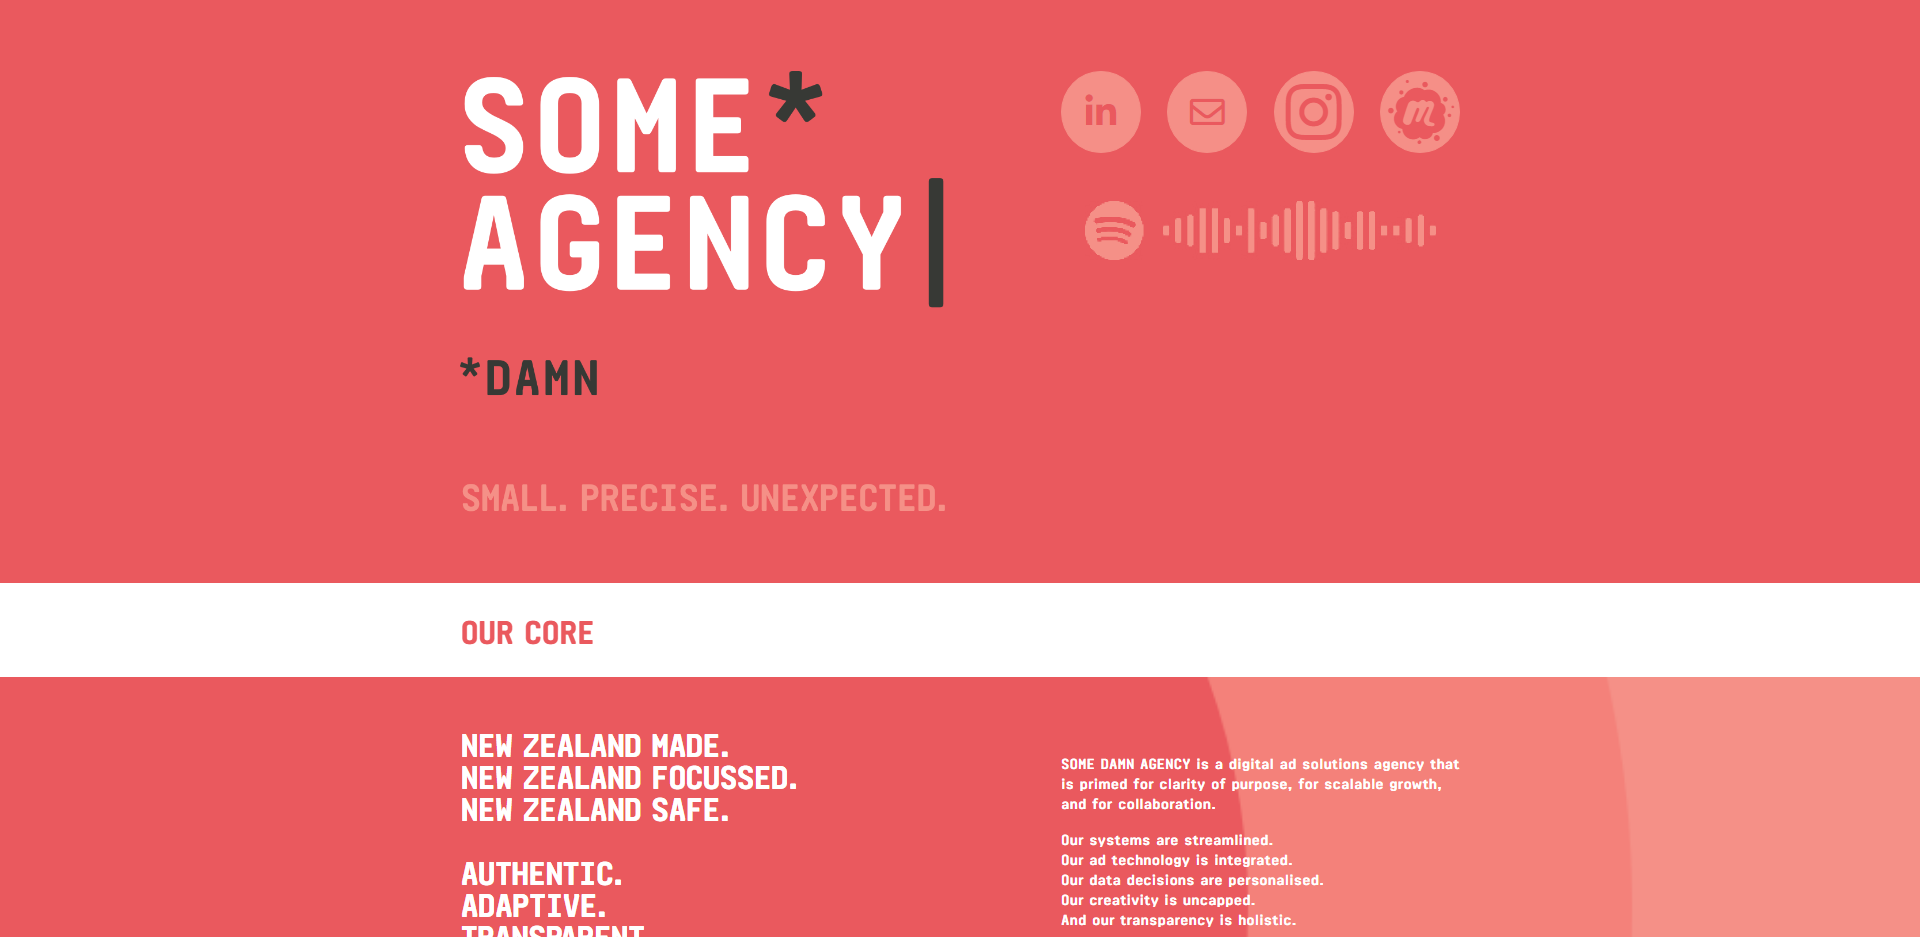 SOME*
AGENCY|
*DAMN
SMALL. PRECISE. UNEXPECTED.
in
OUR CORE
NEW ZEALAND MADE.
NEW ZEALAND FOCUSSED.
NEW ZEALAND SAFE.
AUTHENTIC.
ADAPTIVE.
TRANSPARENT
SOME DAMN AGENCY is a digital ad solutions agency that
is primed for clarity of purpose, for scalable growth,
and for collaboration.
Our systems are streamlined.
Our ad technology is integrated.
Our data decisions are personalised.
Our creativity is uncapped.
And our transparency is holistic.